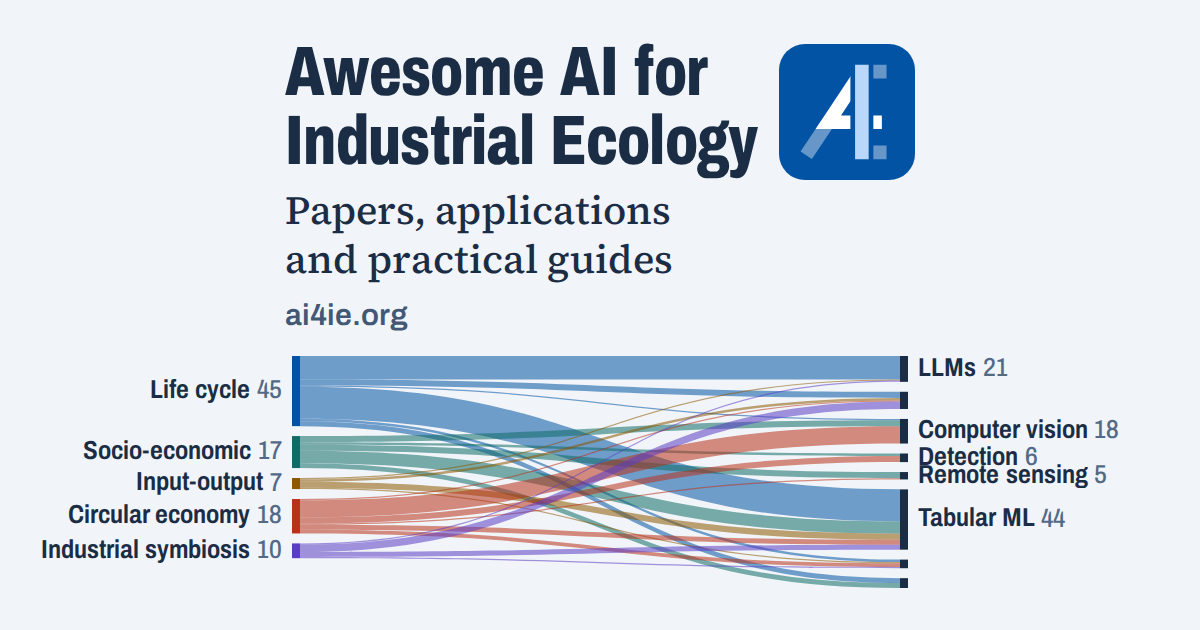 Awesome AI for
Industrial Ecology
Papers, applications
and practical guides
ai4ie.org
Life cycle 45
Socio-economic 17
Input-output 7
Circular economy 18
Industrial symbiosis 10
LLMs 21
Computer vision 18
Detection 6
Remote sensing 5
Tabular ML 44